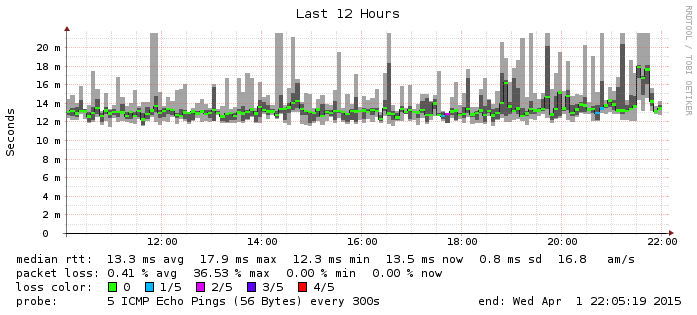 Last 12 Hours
RRDTOOL / TOBI OETIKER
Seconds
20 m
18 m
16 m
14 m
12 m
10 m
8 m
6 m
4 m
2 m
0
12:00 14:00 16:00 18:00 20:00 22:00
median rtt: 13.3 ms avg 17.9 ms max 12.3 ms min 13.5 ms now 0.8 ms sd 16.8 am/s
packet loss: 0.41 % avg 36.53 % max 0.00 % min 0.00 % now
loss color: 0 1/5 2/5 3/5 4/5
probe: 5 ICMP Echo Pings (56 Bytes) every 300s end: Wed Apr 1 22:05:19 2015